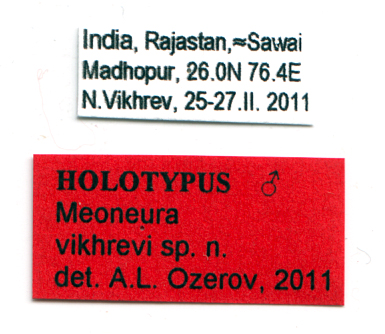 India, Rajastan,≈Sawai
Madhopur, 26.0N 76.4E
N.Vikhrev, 25-27.II. 2011
HOLOTYPUS ♂
Meoneura
vikhrevi sp. n.
det. A.L. Ozerov, 2011